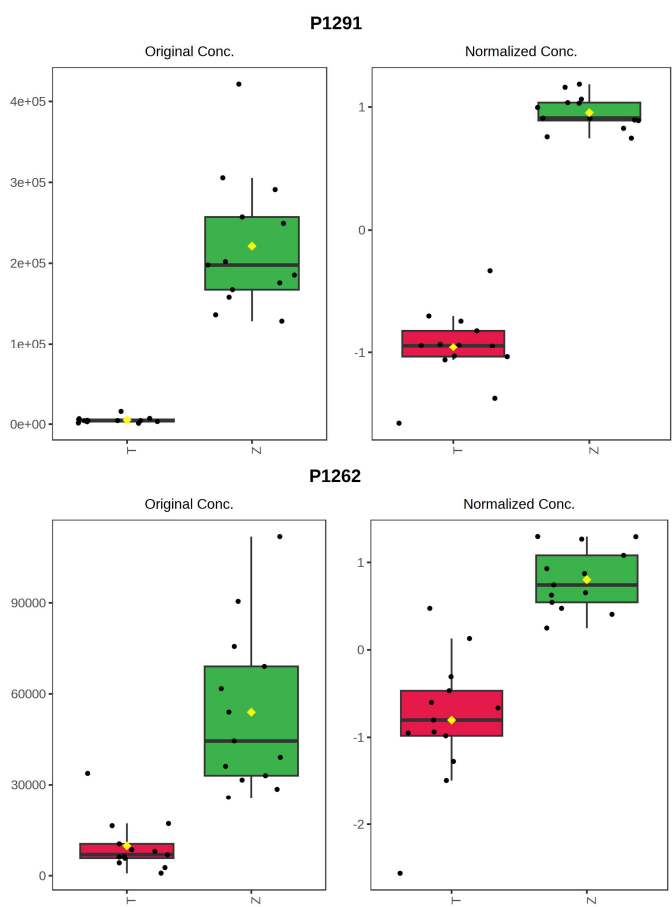 P1291
Original Conc.
Normalized Conc.
4e+05
3e+05
2e+05
1e+05
0e+00
1
0
-1
T
Z
T
Z
P1262
Original Conc.
Normalized Conc.
90000
60000
30000
0
1
0
-1
-2
T
Z
T
Z